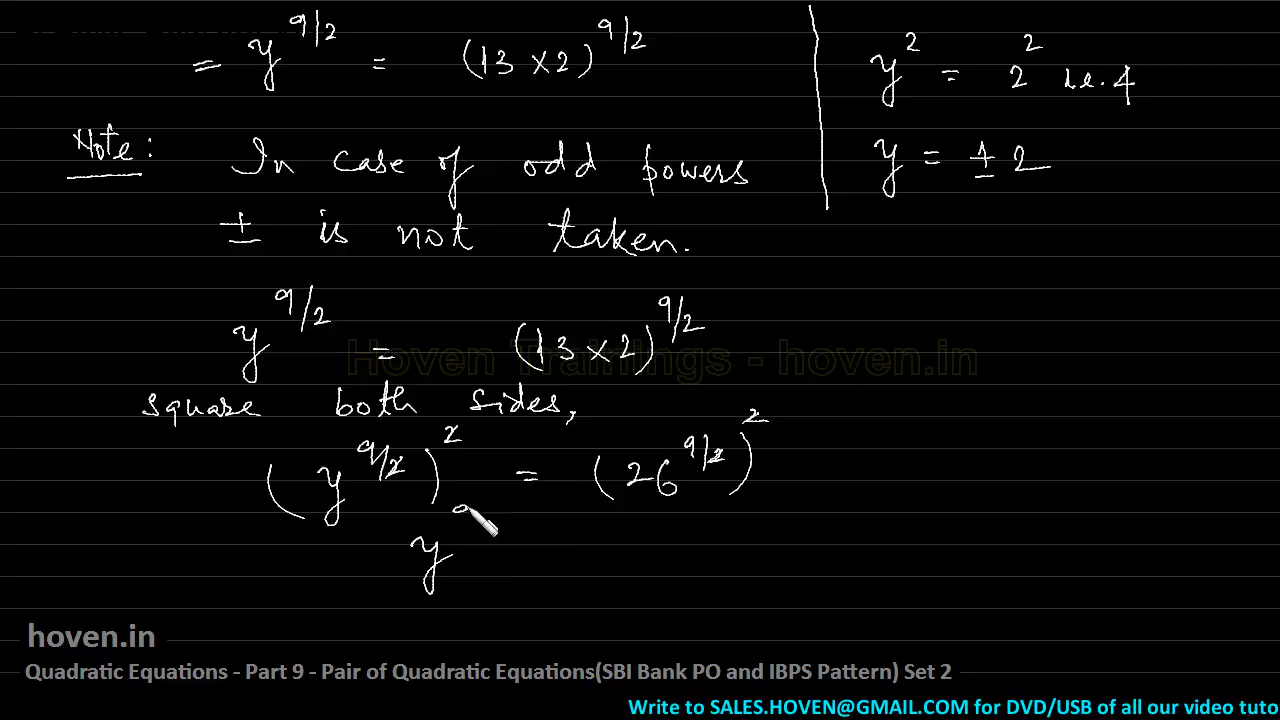 = y^9/2 = (13 × 2)^9/2
y^2 = 2^2 i.e. 4
y = ± 2
Note: In case of odd powers
± is not taken.
y^9/2 = (13 × 2)^9/2
Hoven Trainings - hoven.in
square both sides,
(y^9/2)^2 = (26^9/2)^2
y
hoven.in
Quadratic Equations - Part 9 - Pair of Quadratic Equations(SBI Bank PO and IBPS Pattern) Set 2
Write to SALES.HOVEN@GMAIL.COM for DVD/USB of all our video tuto